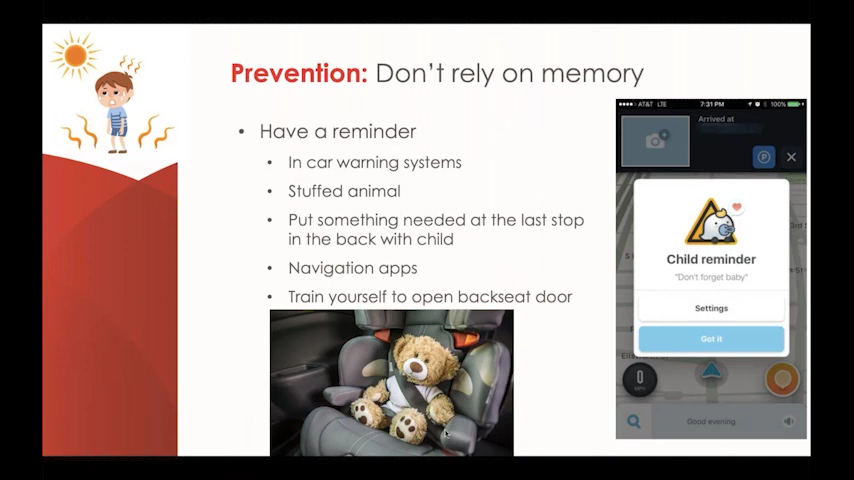 Prevention: Don't rely on memory
• Have a reminder
• In car warning systems
• Stuffed animal
• Put something needed at the last stop
in the back with child
• Navigation apps
• Train yourself to open backseat door
AT&T LTE 7:31 PM 100%
Arrived at
P
Child reminder
"Don't forget baby"
Settings
Got it
0
Good evening